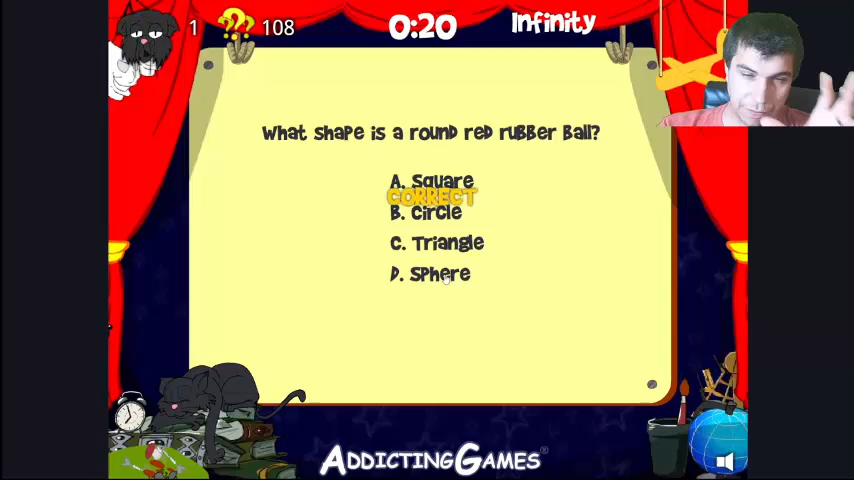 1
108
0:20
Infinity
What shape is a round red rubber ball?
A. Square
CORRECT
B. Circle
C. Triangle
D. Sphere
ADDICTINGGAMES